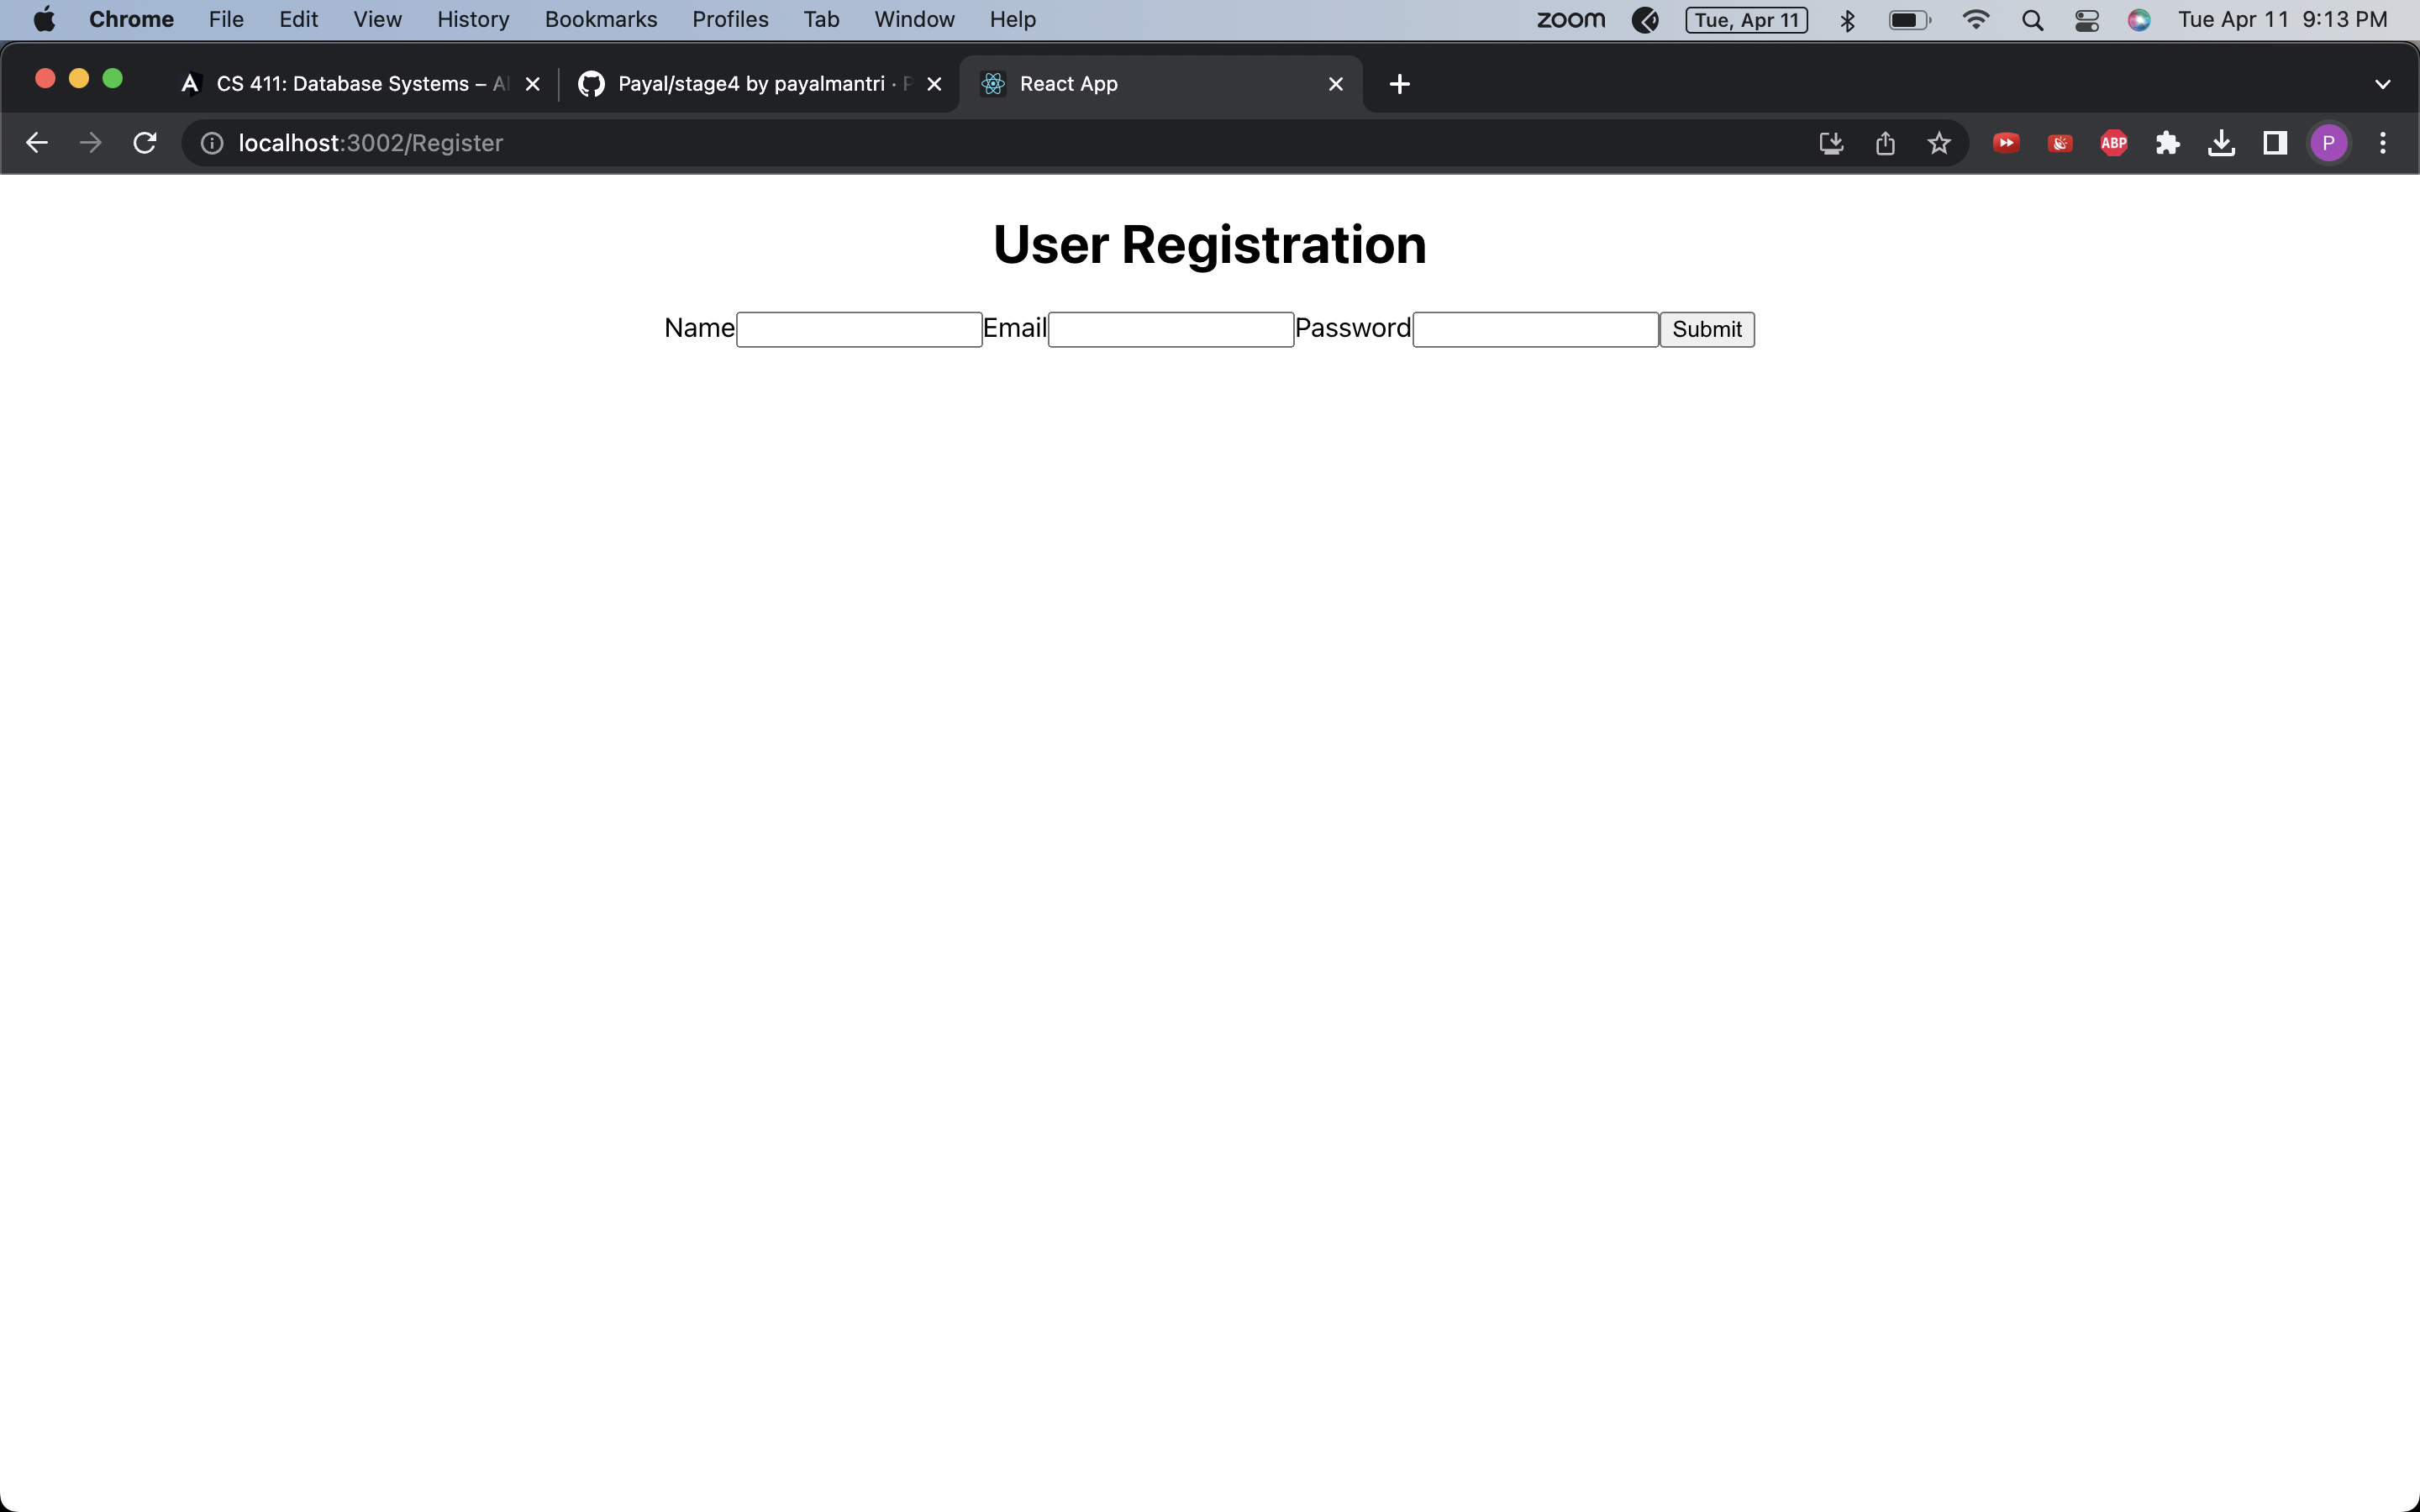 Chrome File Edit View History Bookmarks Profiles Tab Window Help zoom Tue, Apr 11 Tue Apr 11 9:13 PM
CS 411: Database Systems – Payal/stage4 by payalmantri · React App
localhost:3002/Register ABP P
User Registration
Name Email Password Submit